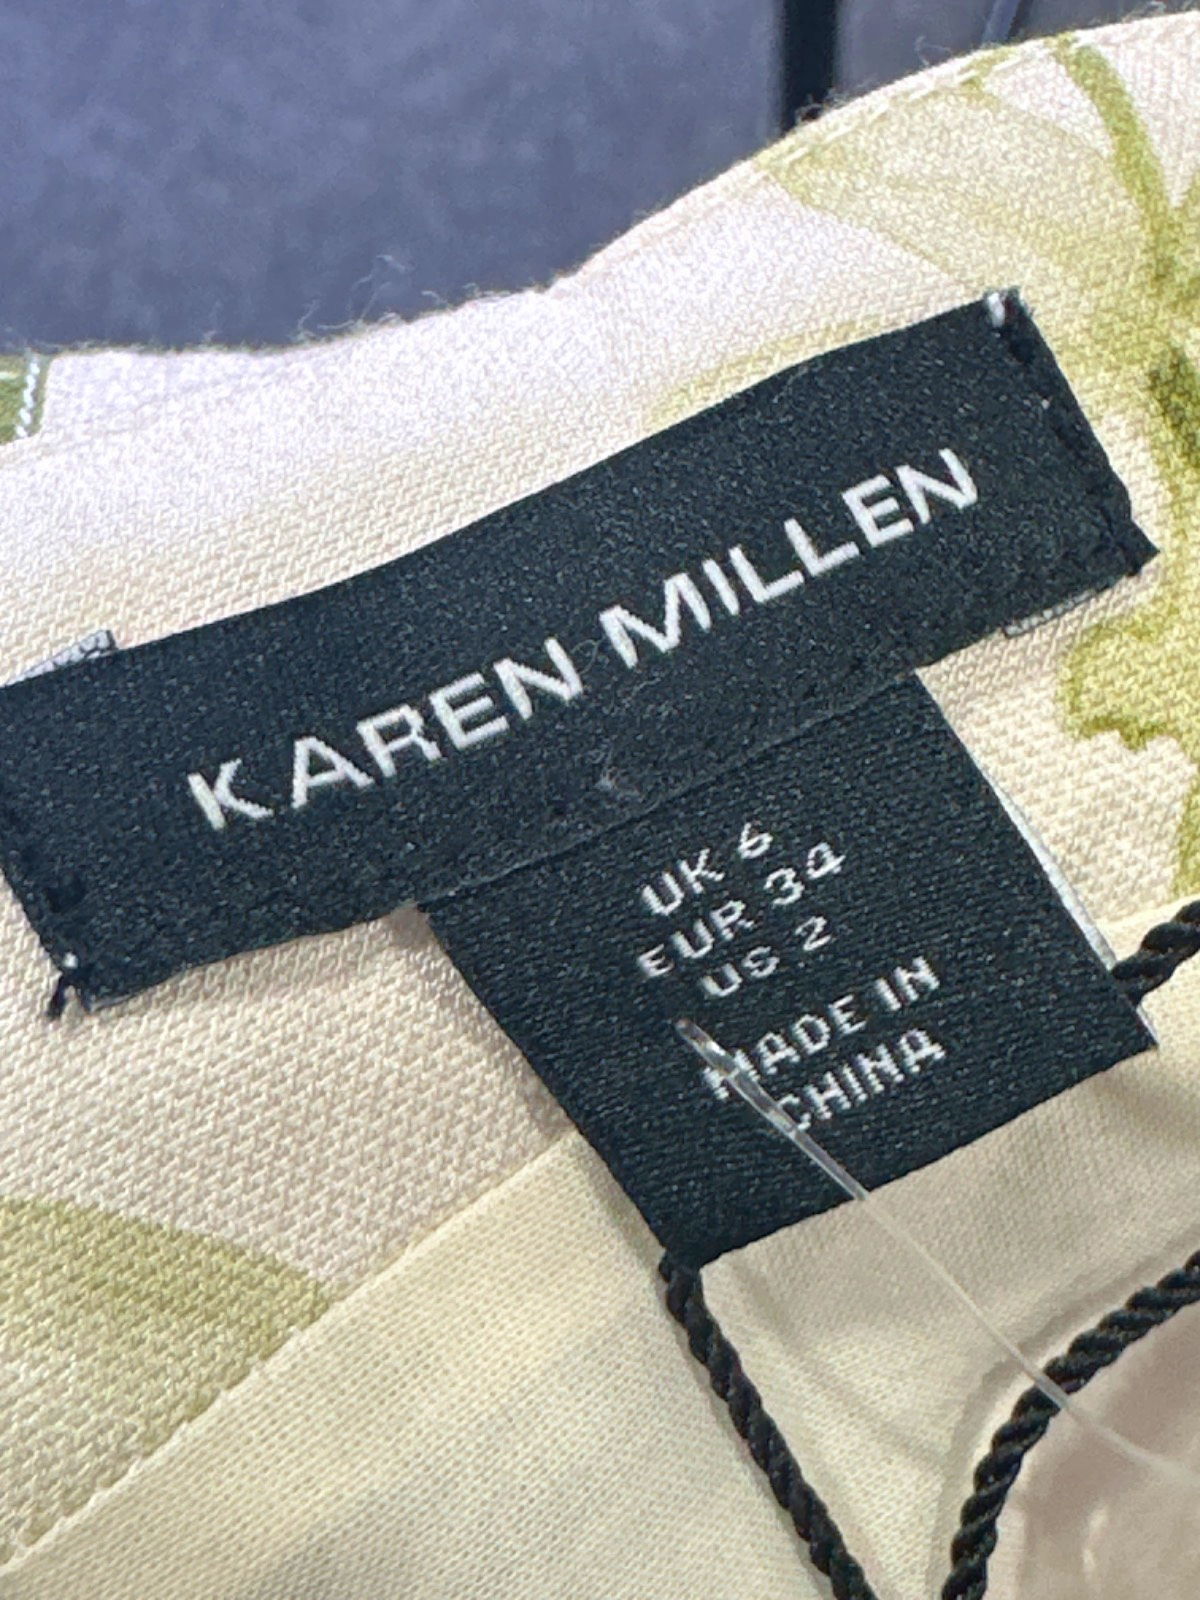 KAREN MILLEN
UK 6
EUR 34
US 2
MADE IN
CHINA